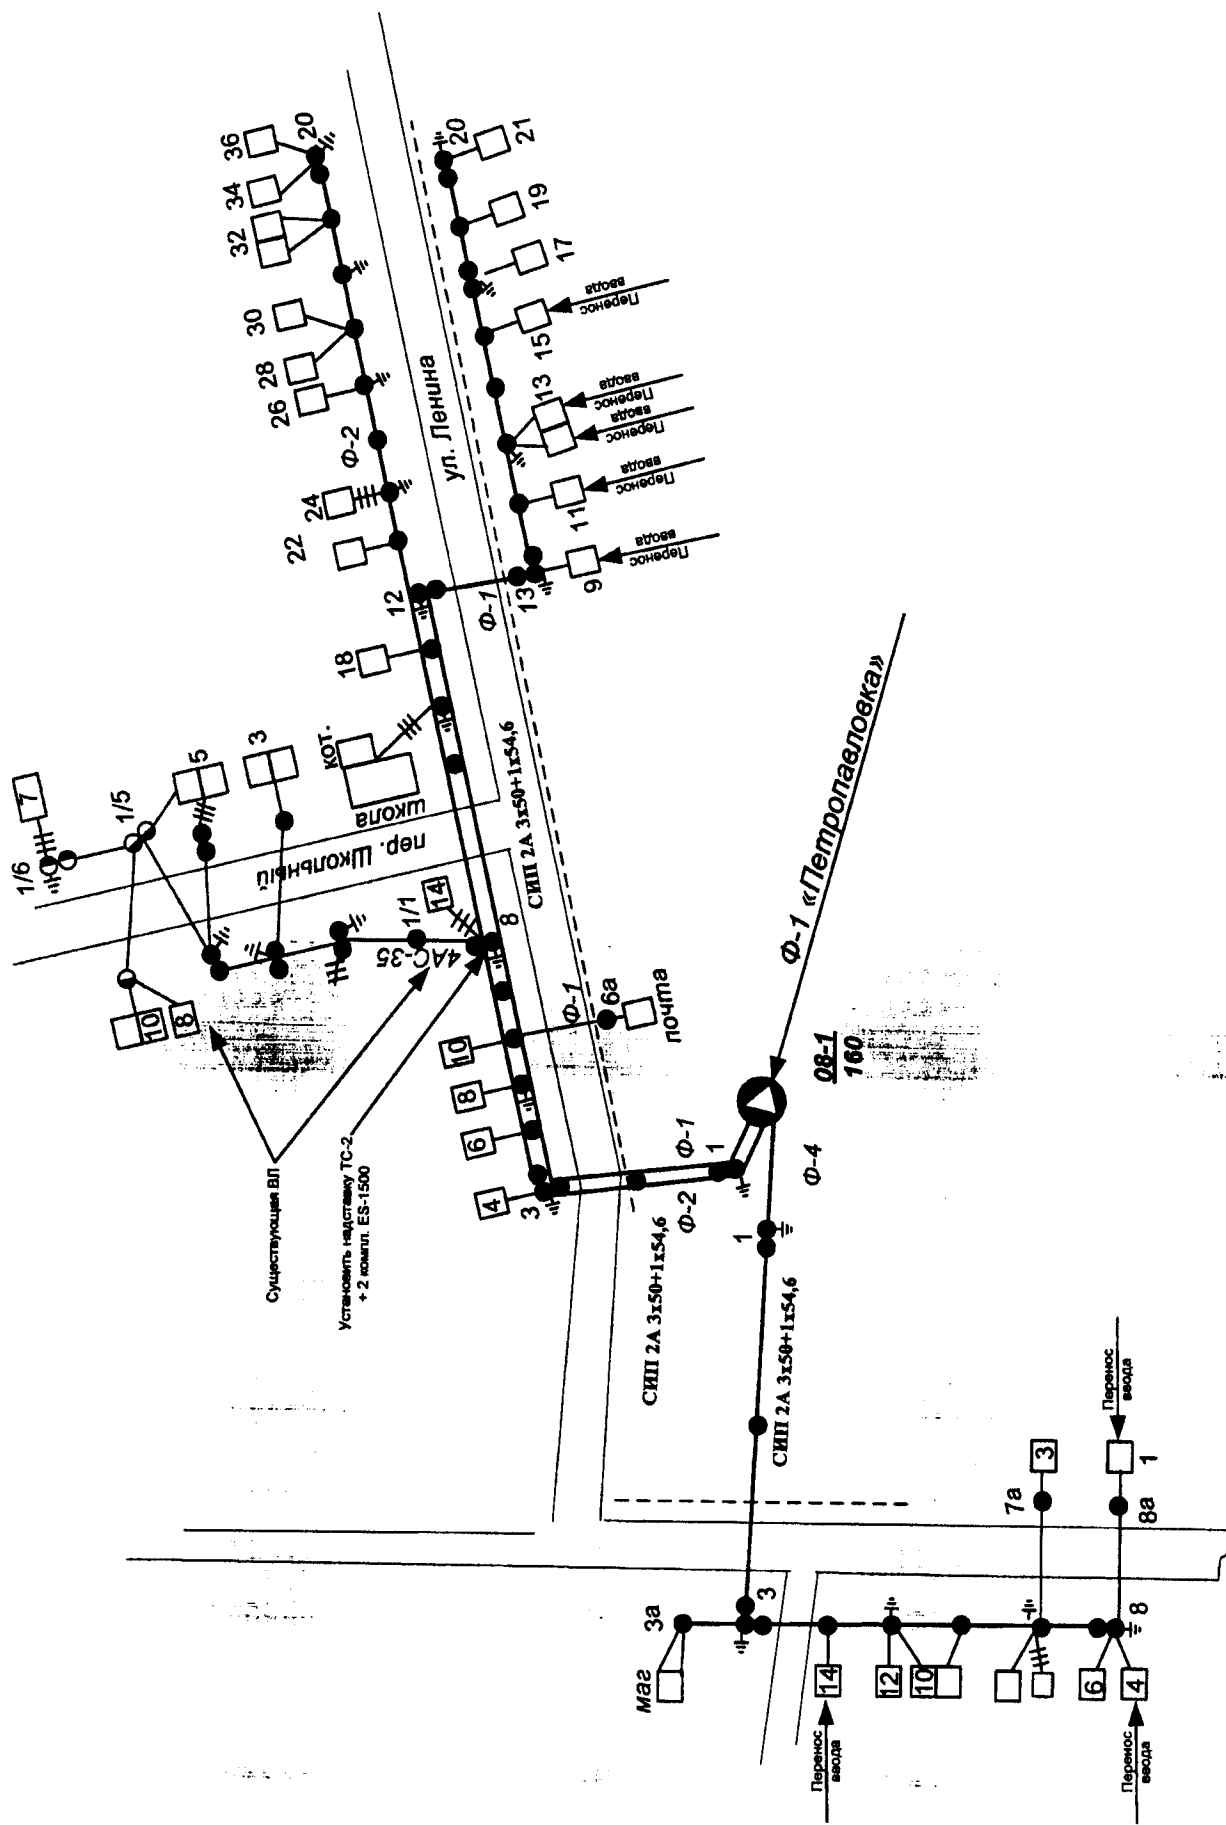 36
20
34
32
30
28
26
Ф-2
24
22
12
18
кот.
школа
20
21
19
17
15
Перенос
ввода
13
Перенос
ввода
Перенос
ввода
11
Перенос
ввода
9
Перенос
ввода
13
Ф-1
ул. Ленина
СИП 2А 3х50+1х54,6
пер. Школьный
7
1/6
1/5
5
3
10
8
1/1
14
4АС-35
8
Существующая ВЛ
Установить надставку ТС-2
+ 2 компл. ES-1500
10
8
6
4
3
Ф-1
6а
почта
Ф-1 «Петропавловка»
08-1
160
Ф-1
1
Ф-2
Ф-4
1
СИП 2А 3х50+1х54,6
СИП 2А 3х50+1х54,6
маг
3а
3
14
Перенос
ввода
12
10
6
4
Перенос
ввода
8
7а
3
8а
1
Перенос
ввода